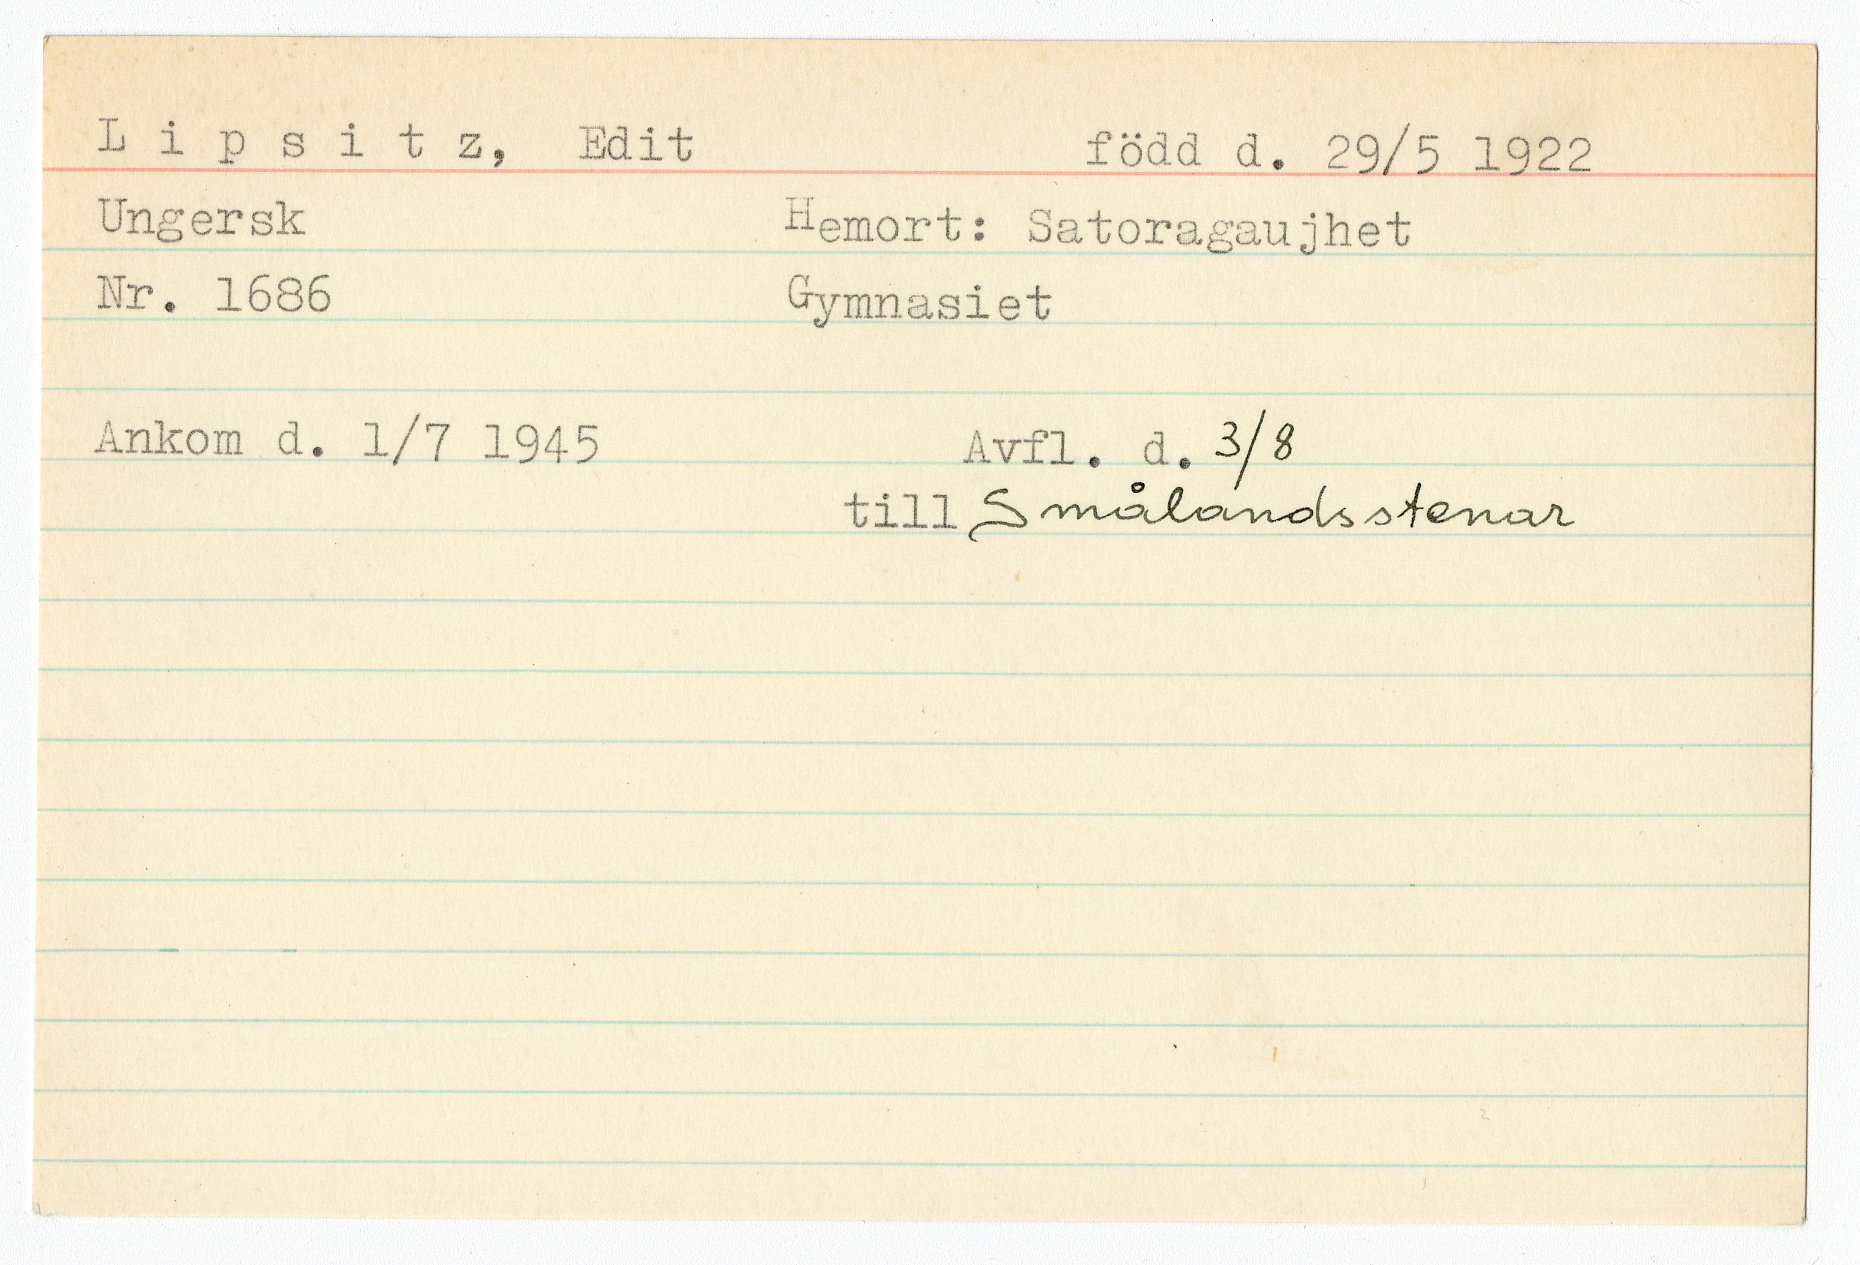 L i p s i t z, Edit född d. 29/5 1922
Ungersk Hemort: Satoragaujhet
Nr. 1686 Gymnasiet
Ankom d. 1/7 1945 Avfl. d. 3/8
till Smålandsstenar